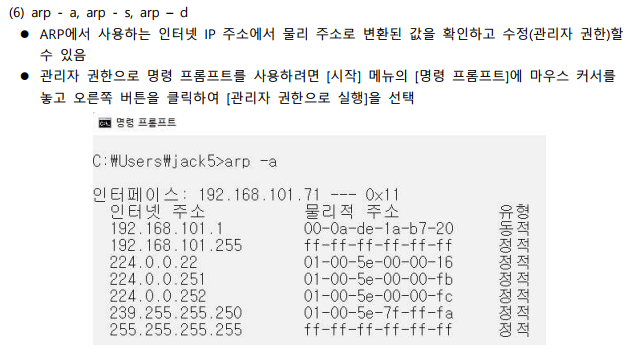 (6) arp - a, arp - s, arp – d
● ARP에서 사용하는 인터넷 IP 주소에서 물리 주소로 변환된 값을 확인하고 수정(관리자 권한)할
수 있음
● 관리자 권한으로 명령 프롬프트를 사용하려면 [시작] 메뉴의 [명령 프롬프트]에 마우스 커서를
놓고 오른쪽 버튼을 클릭하여 [관리자 권한으로 실행]을 선택
명령 프롬프트
C:₩Users₩jack5>arp -a
인터페이스: 192.168.101.71 --- 0x11
인터넷 주소 물리적 주소 유형
192.168.101.1 00-0a-de-1a-b7-20 동적
192.168.101.255 ff-ff-ff-ff-ff-ff 정적
224.0.0.22 01-00-5e-00-00-16 정적
224.0.0.251 01-00-5e-00-00-fb 정적
224.0.0.252 01-00-5e-00-00-fc 정적
239.255.255.250 01-00-5e-7f-ff-fa 정적
255.255.255.255 ff-ff-ff-ff-ff-ff 정적